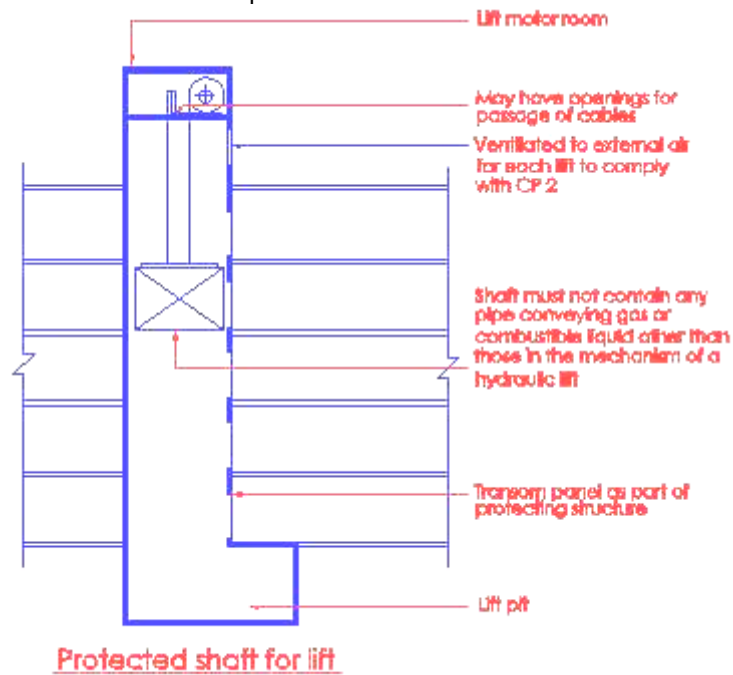 Lift motor room
May have openings for
passage of cables
Ventilated to external air
for each lift to comply
with CP 2
Shaft must not contain any
pipe conveying gas or
combustible liquid other than
those in the mechanism of a
hydraulic lift
Transom panel as part of
protecting structure
Lift pit
Protected shaft for lift